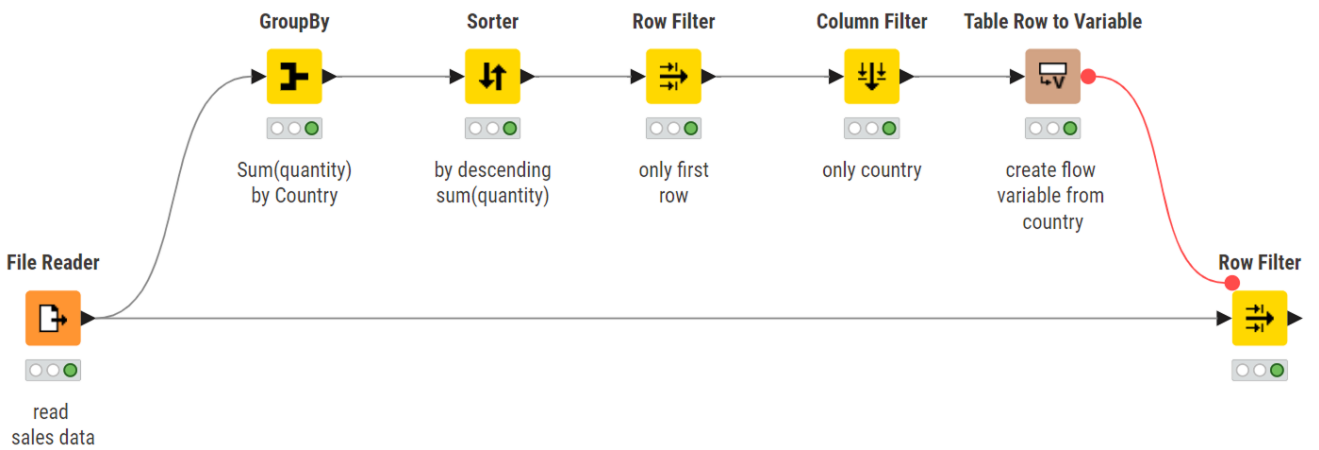 GroupBy
Sorter
Row Filter
Column Filter
Table Row to Variable
Sum(quantity)
by Country
by descending
sum(quantity)
only first
row
only country
create flow
variable from
country
File Reader
Row Filter
read
sales data